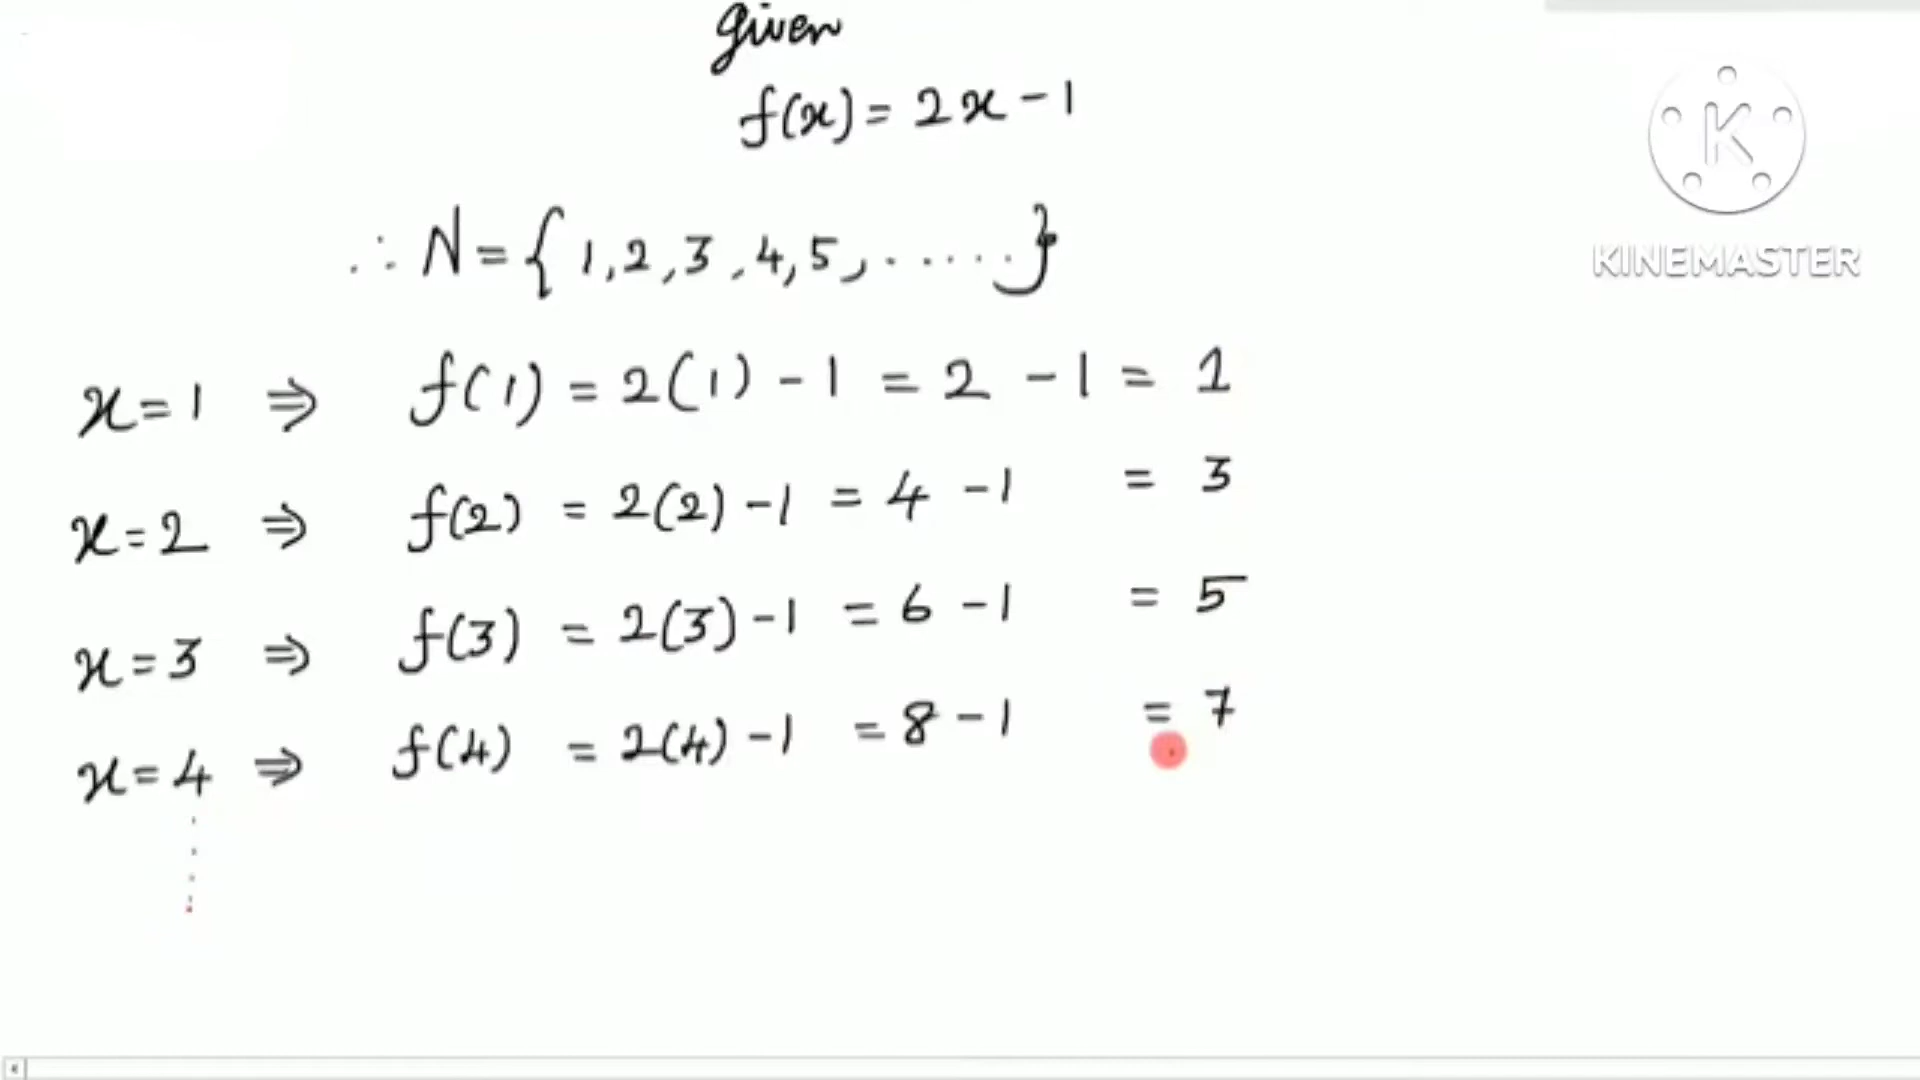 given
f(x) = 2x - 1
∴ N = { 1, 2, 3, 4, 5, ..... }
x = 1 ⇒ f(1) = 2(1) - 1 = 2 - 1 = 1
x = 2 ⇒ f(2) = 2(2) - 1 = 4 - 1 = 3
x = 3 ⇒ f(3) = 2(3) - 1 = 6 - 1 = 5
x = 4 ⇒ f(4) = 2(4) - 1 = 8 - 1 = 7
K
KINEMASTER